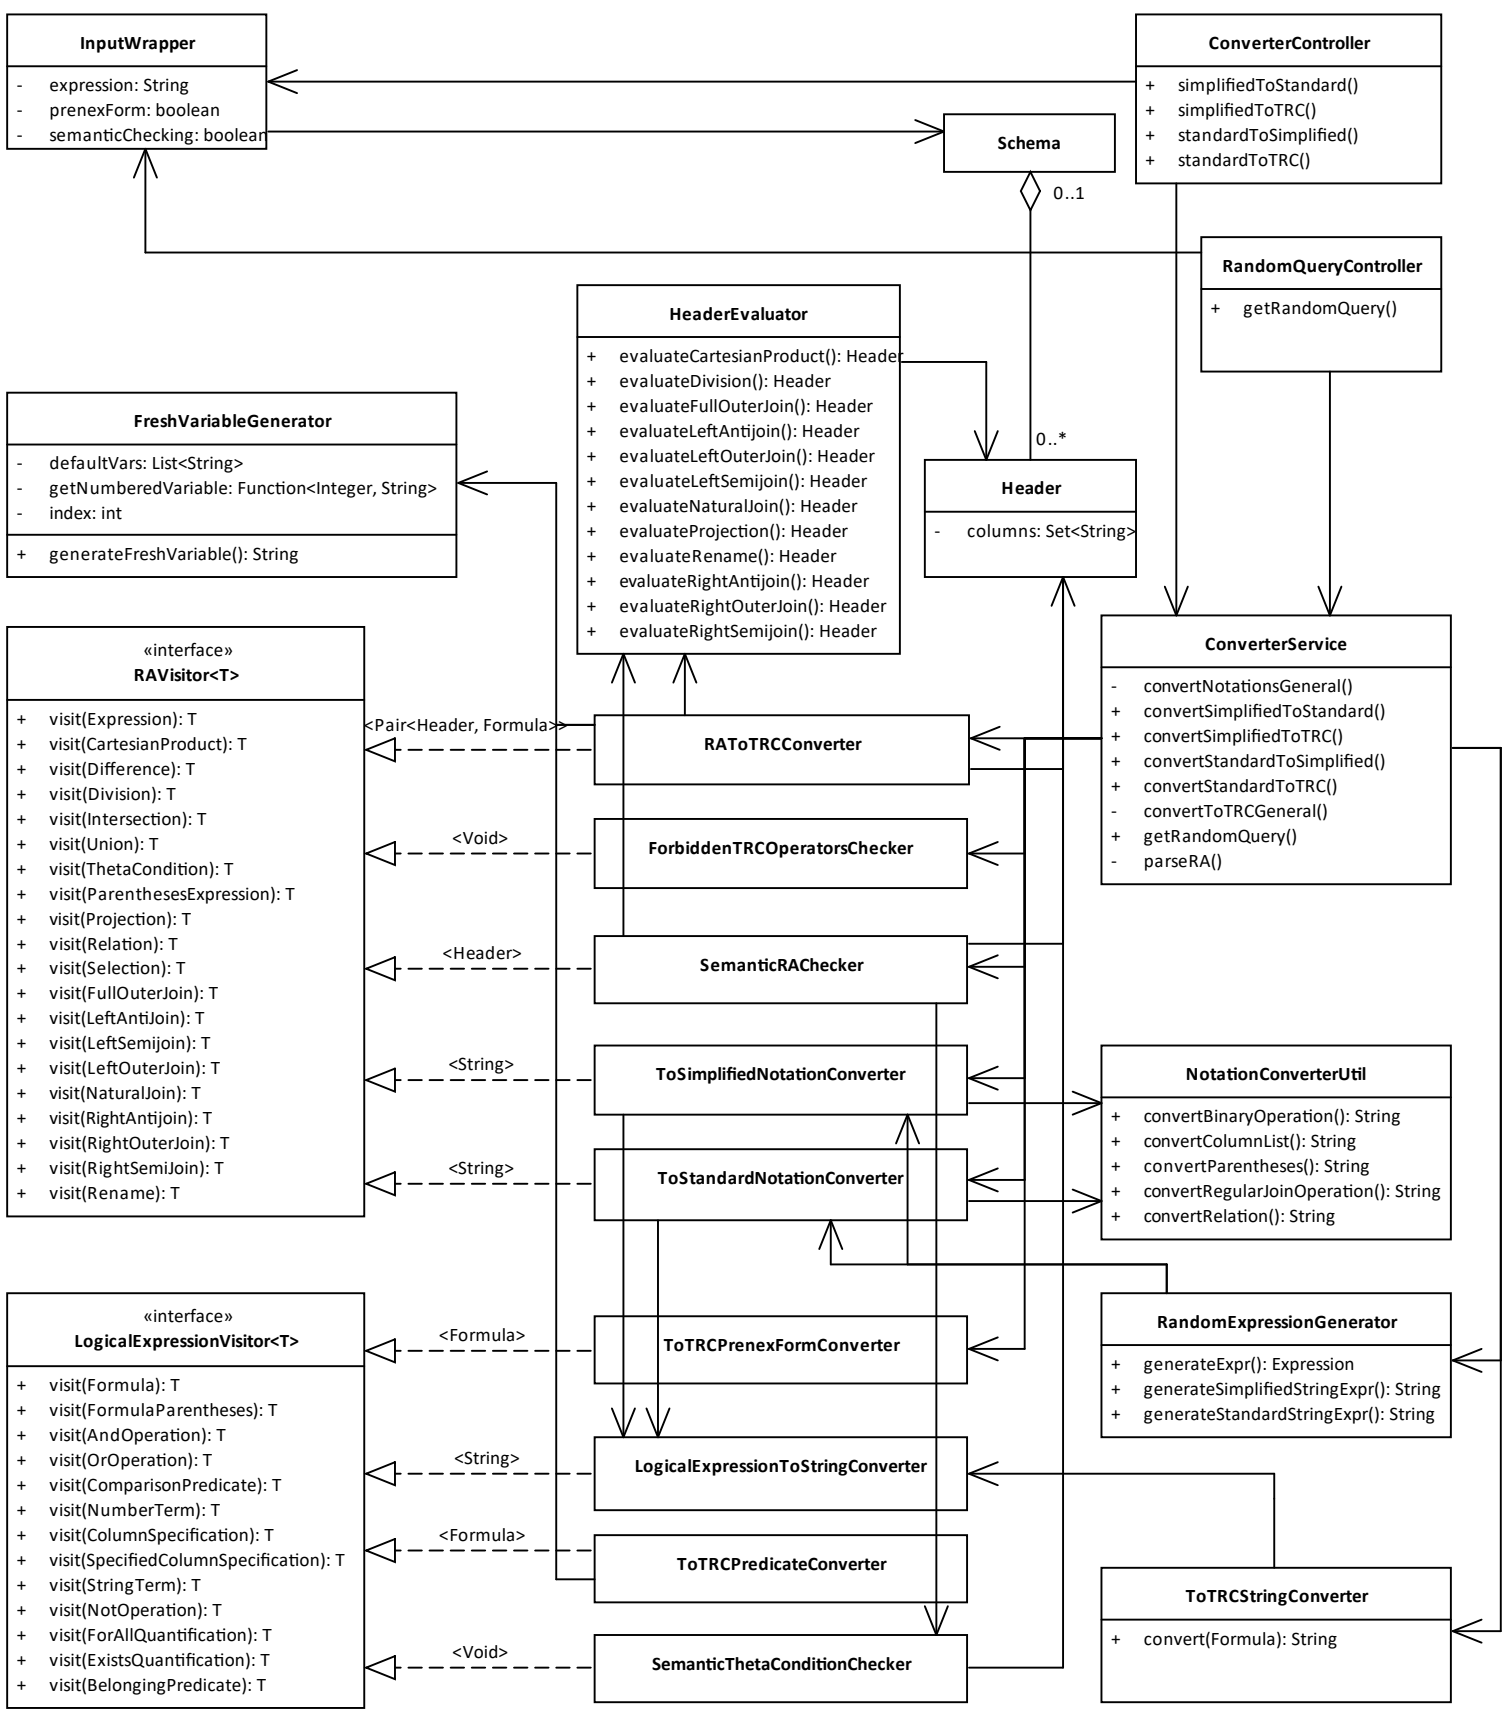 InputWrapper
- expression: String
- prenexForm: boolean
- semanticChecking: boolean
ConverterController
+ simplifiedToStandard()
+ simplifiedToTRC()
+ standardToSimplified()
+ standardToTRC()
Schema
0..1
RandomQueryController
+ getRandomQuery()
HeaderEvaluator
+ evaluateCartesianProduct(): Header
+ evaluateDivision(): Header
+ evaluateFullOuterJoin(): Header
+ evaluateLeftAntijoin(): Header
+ evaluateLeftOuterJoin(): Header
+ evaluateLeftSemijoin(): Header
+ evaluateNaturalJoin(): Header
+ evaluateProjection(): Header
+ evaluateRename(): Header
+ evaluateRightAntijoin(): Header
+ evaluateRightOuterJoin(): Header
+ evaluateRightSemijoin(): Header
FreshVariableGenerator
- defaultVars: List<String>
- getNumberedVariable: Function<Integer, String>
- index: int
+ generateFreshVariable(): String
0..*
Header
- columns: Set<String>
«interface»
RAVisitor<T>
+ visit(Expression): T
+ visit(CartesianProduct): T
+ visit(Difference): T
+ visit(Division): T
+ visit(Intersection): T
+ visit(Union): T
+ visit(ThetaCondition): T
+ visit(ParenthesesExpression): T
+ visit(Projection): T
+ visit(Relation): T
+ visit(Selection): T
+ visit(FullOuterJoin): T
+ visit(LeftAntiJoin): T
+ visit(LeftSemijoin): T
+ visit(LeftOuterJoin): T
+ visit(NaturalJoin): T
+ visit(RightAntijoin): T
+ visit(RightOuterJoin): T
+ visit(RightSemiJoin): T
+ visit(Rename): T
<Pair<Header, Formula>>
RAToTRCConverter
<Void>
ForbiddenTRCOperatorsChecker
<Header>
SemanticRAChecker
<String>
ToSimplifiedNotationConverter
<String>
ToStandardNotationConverter
ConverterService
- convertNotationsGeneral()
+ convertSimplifiedToStandard()
+ convertSimplifiedToTRC()
+ convertStandardToSimplified()
+ convertStandardToTRC()
- convertToTRCGeneral()
+ getRandomQuery()
- parseRA()
NotationConverterUtil
+ convertBinaryOperation(): String
+ convertColumnList(): String
+ convertParentheses(): String
+ convertRegularJoinOperation(): String
+ convertRelation(): String
«interface»
LogicalExpressionVisitor<T>
+ visit(Formula): T
+ visit(FormulaParentheses): T
+ visit(AndOperation): T
+ visit(OrOperation): T
+ visit(ComparisonPredicate): T
+ visit(NumberTerm): T
+ visit(ColumnSpecification): T
+ visit(SpecifiedColumnSpecification): T
+ visit(StringTerm): T
+ visit(NotOperation): T
+ visit(ForAllQuantification): T
+ visit(ExistsQuantification): T
+ visit(BelongingPredicate): T
<Formula>
ToTRCPrenexFormConverter
<String>
LogicalExpressionToStringConverter
<Formula>
ToTRCPredicateConverter
<Void>
SemanticThetaConditionChecker
RandomExpressionGenerator
+ generateExpr(): Expression
+ generateSimplifiedStringExpr(): String
+ generateStandardStringExpr(): String
ToTRCStringConverter
+ convert(Formula): String